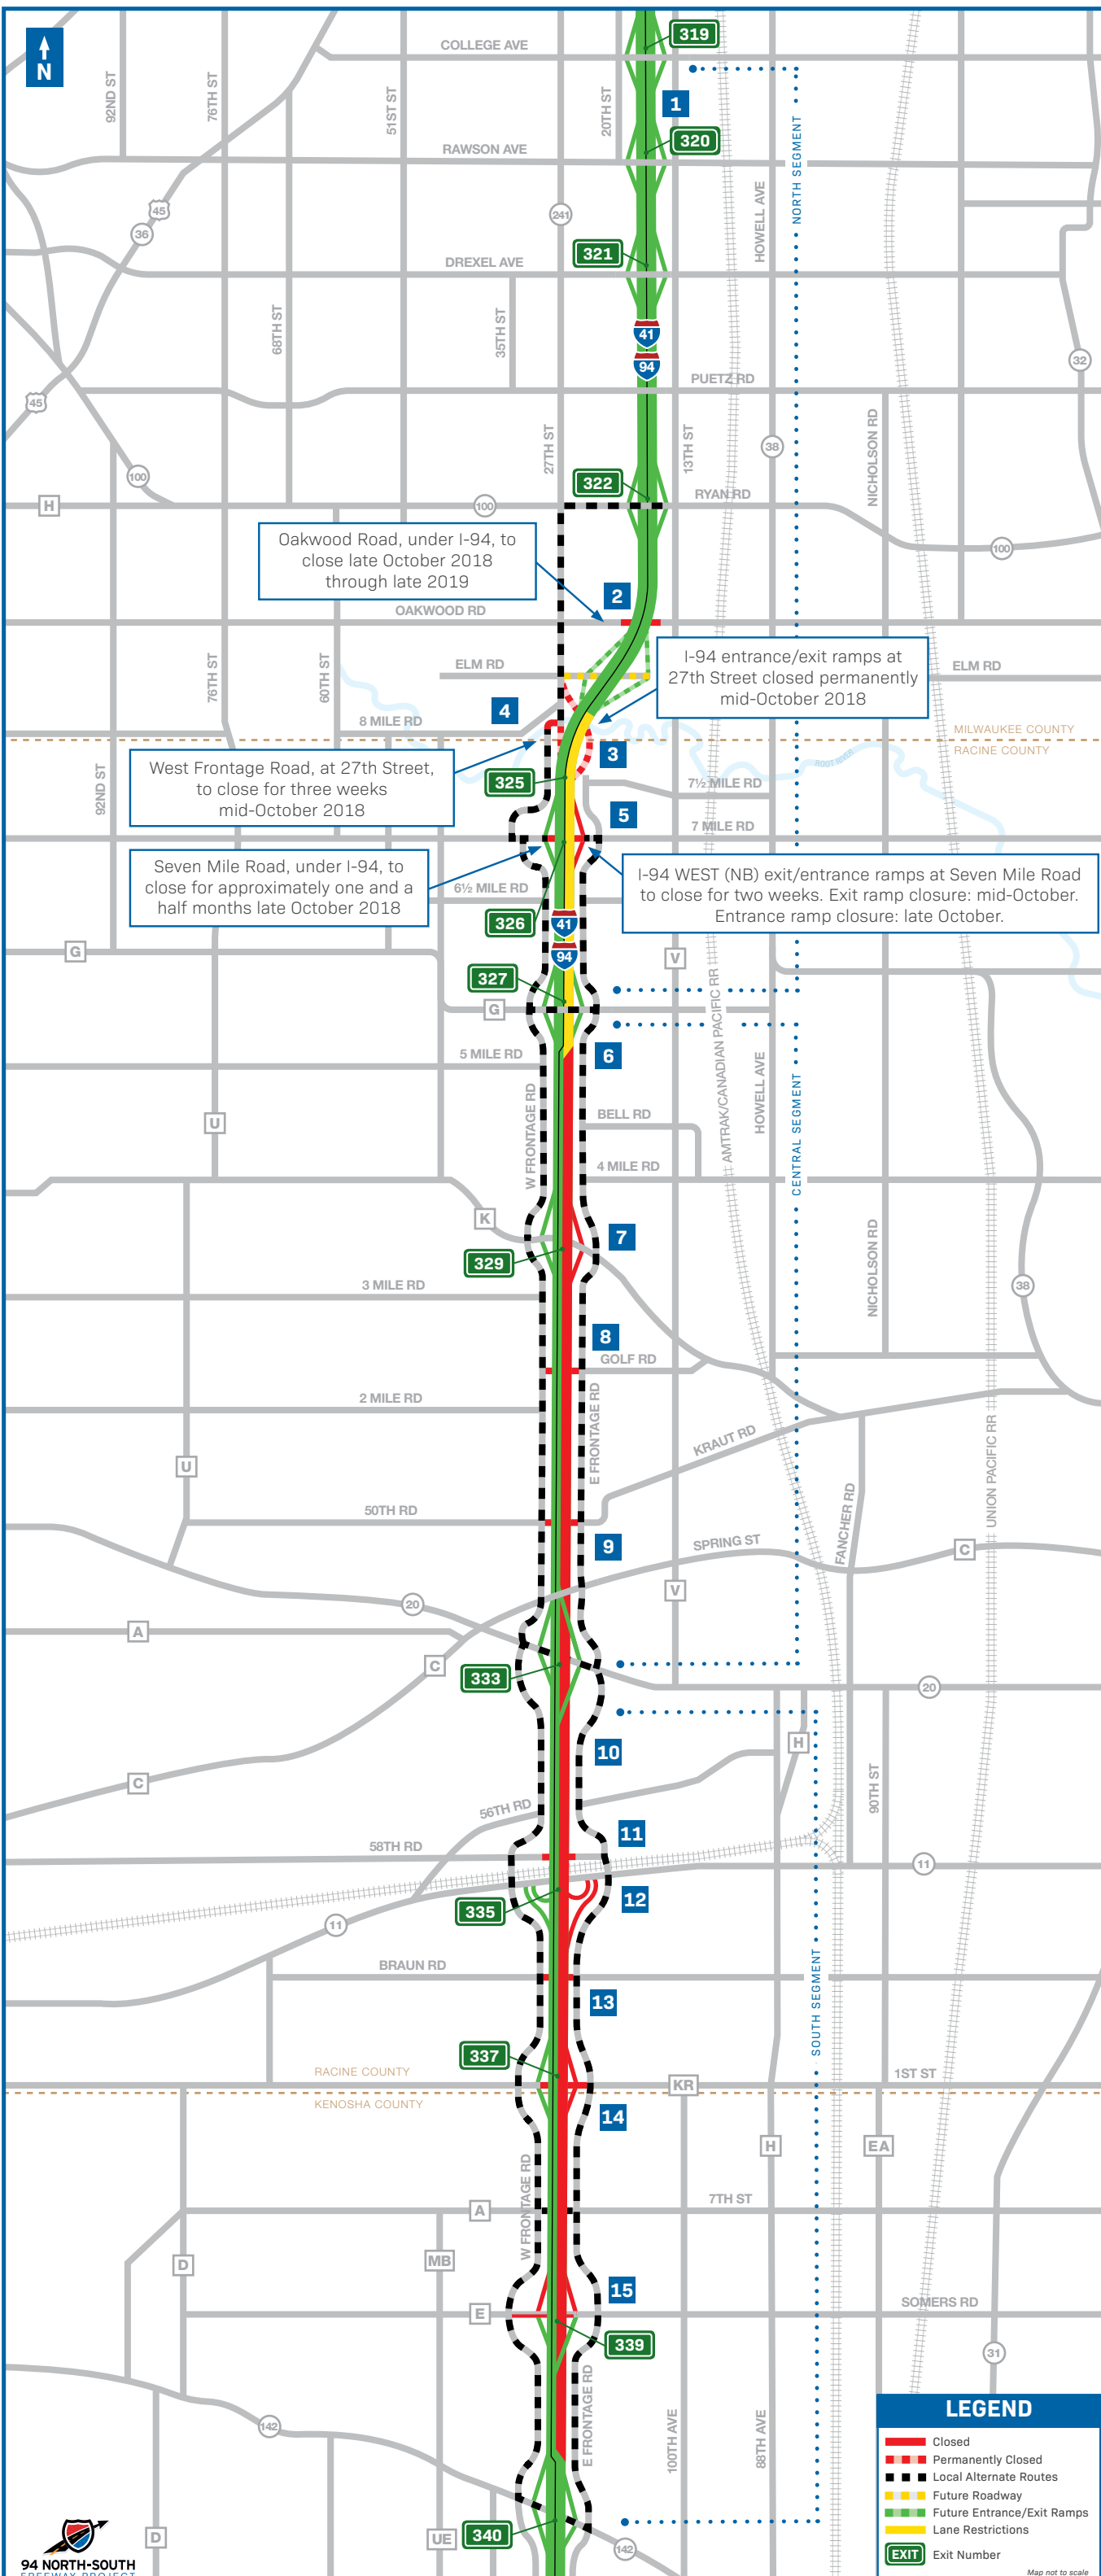 319
COLLEGE AVE
N
92ND ST
76TH ST
51ST ST
20TH ST
1
320
NORTH SEGMENT
RAWSON AVE
45
36
241
HOWELL AVE
321
DREXEL AVE
68TH ST
35TH ST
41
94
32
PUETZ RD
45
27TH ST
13TH ST
38
NICHOLSON RD
100
322
RYAN RD
H
100
100
Oakwood Road, under I-94, to
close late October 2018
through late 2019
2
OAKWOOD RD
I-94 entrance/exit ramps at
27th Street closed permanently
mid-October 2018
76TH ST
60TH ST
ELM RD
ELM RD
4
8 MILE RD
MILWAUKEE COUNTY
RACINE COUNTY
3
West Frontage Road, at 27th Street,
to close for three weeks
mid-October 2018
ROOT RIVER
92ND ST
325
7½ MILE RD
5
7 MILE RD
Seven Mile Road, under I-94, to
close for approximately one and a
half months late October 2018
6½ MILE RD
I-94 WEST (NB) exit/entrance ramps at Seven Mile Road
to close for two weeks. Exit ramp closure: mid-October.
Entrance ramp closure: late October.
326
41
94
G
V
327
G
AMTRAK/CANADIAN PACIFIC RR
5 MILE RD
6
HOWELL AVE
CENTRAL SEGMENT
U
W FRONTAGE RD
BELL RD
4 MILE RD
K
7
329
NICHOLSON RD
3 MILE RD
38
8
GOLF RD
2 MILE RD
E FRONTAGE RD
KRAUT RD
UNION PACIFIC RR
U
50TH RD
FANCHER RD
9
SPRING ST
C
V
20
A
C
333
20
10
H
C
56TH RD
90TH ST
11
58TH RD
11
12
335
11
BRAUN RD
SOUTH SEGMENT
13
337
RACINE COUNTY
KENOSHA COUNTY
KR
1ST ST
14
H
EA
W FRONTAGE RD
7TH ST
A
D
MB
15
E
SOMERS RD
339
31
E FRONTAGE RD
100TH AVE
88TH AVE
142
D
UE
340
142
94 NORTH-SOUTH
FREEWAY PROJECT
LEGEND
Closed
Permanently Closed
Local Alternate Routes
Future Roadway
Future Entrance/Exit Ramps
Lane Restrictions
EXIT Exit Number
Map not to scale